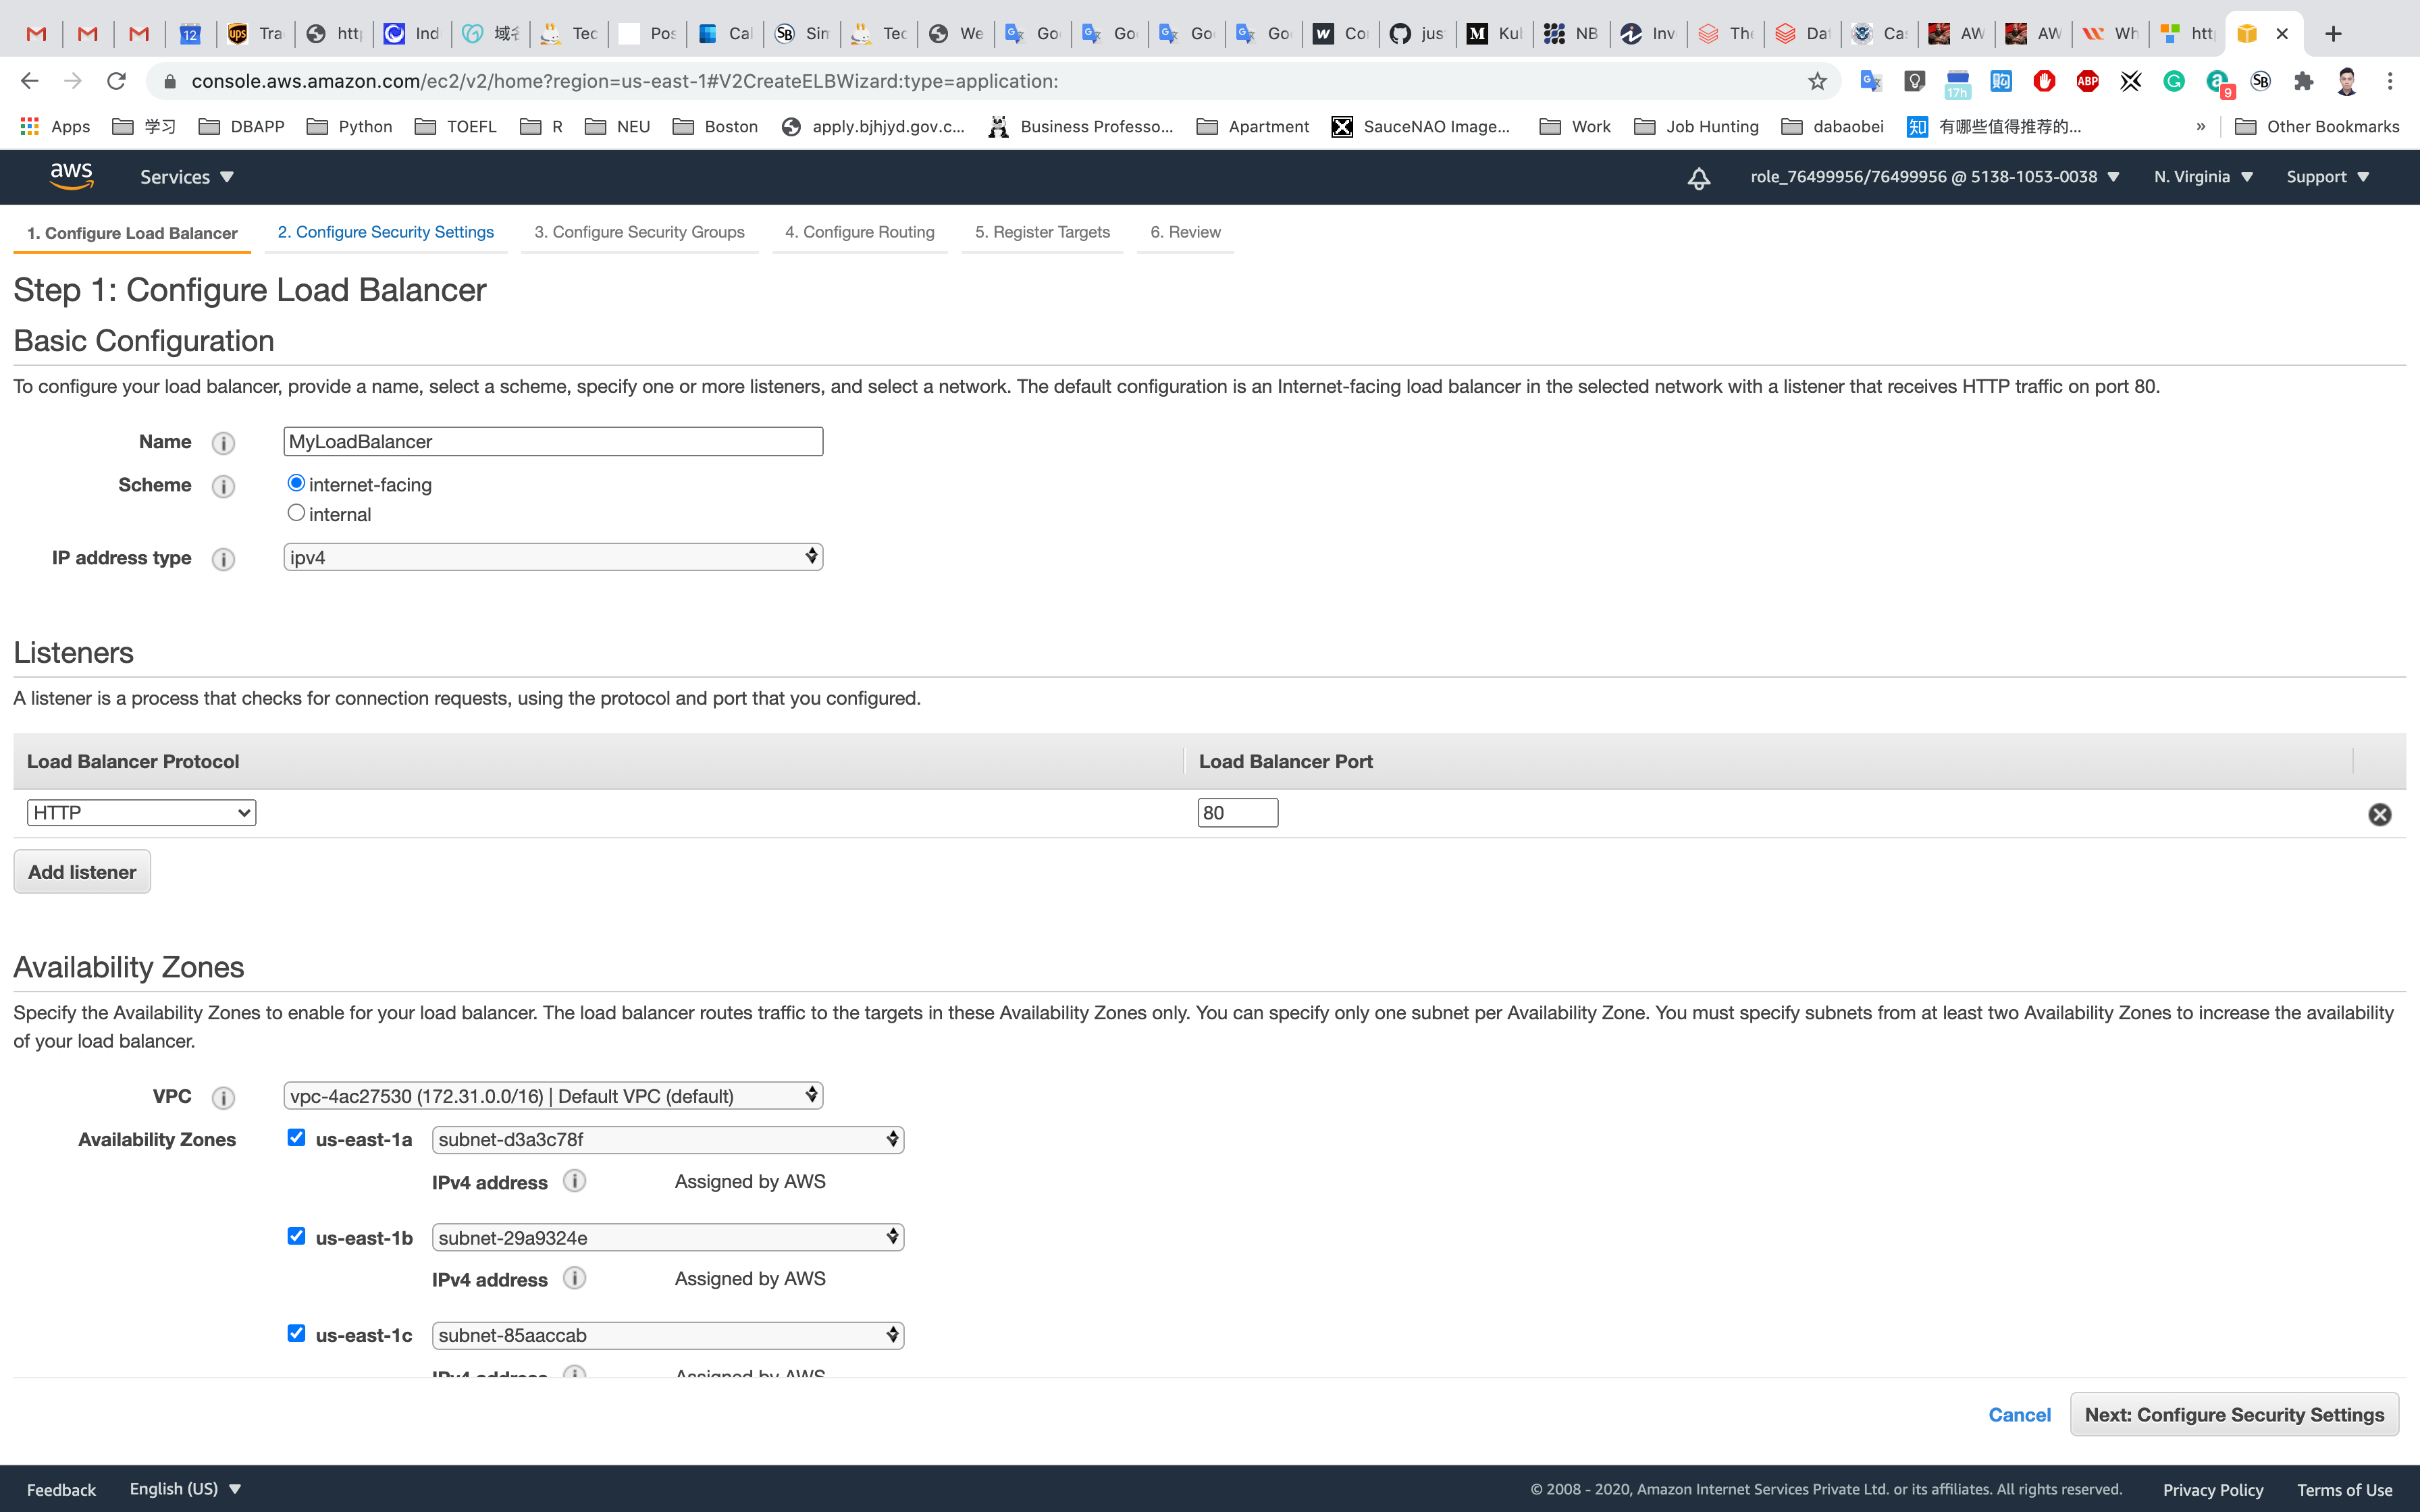 12 Tra htt Ind 域名 Tec Pos Cal Sim Tec We Go Go Go Go Co jus Kul NB Inv The Dat Cas AW AW Wh htt
console.aws.amazon.com/ec2/v2/home?region=us-east-1#V2CreateELBWizard:type=application:
17h ABP 9
Apps 学习 DBAPP Python TOEFL R NEU Boston apply.bjhjyd.gov.c... Business Professo... Apartment SauceNAO Image... Work Job Hunting dabaobei 知 有哪些值得推荐的... » Other Bookmarks
aws Services role_76499956/76499956 @ 5138-1053-0038 N. Virginia Support
1. Configure Load Balancer 2. Configure Security Settings 3. Configure Security Groups 4. Configure Routing 5. Register Targets 6. Review
Step 1: Configure Load Balancer
Basic Configuration
To configure your load balancer, provide a name, select a scheme, specify one or more listeners, and select a network. The default configuration is an Internet-facing load balancer in the selected network with a listener that receives HTTP traffic on port 80.
Name i MyLoadBalancer
Scheme i internet-facing
internal
IP address type i ipv4
Listeners
A listener is a process that checks for connection requests, using the protocol and port that you configured.
Load Balancer Protocol Load Balancer Port
HTTP 80
Add listener
Availability Zones
Specify the Availability Zones to enable for your load balancer. The load balancer routes traffic to the targets in these Availability Zones only. You can specify only one subnet per Availability Zone. You must specify subnets from at least two Availability Zones to increase the availability
of your load balancer.
VPC i vpc-4ac27530 (172.31.0.0/16) | Default VPC (default)
Availability Zones us-east-1a subnet-d3a3c78f
IPv4 address i Assigned by AWS
us-east-1b subnet-29a9324e
IPv4 address i Assigned by AWS
us-east-1c subnet-85aaccab
IPv4 address i Assigned by AWS
Cancel Next: Configure Security Settings
Feedback English (US) © 2008 - 2020, Amazon Internet Services Private Ltd. or its affiliates. All rights reserved. Privacy Policy Terms of Use